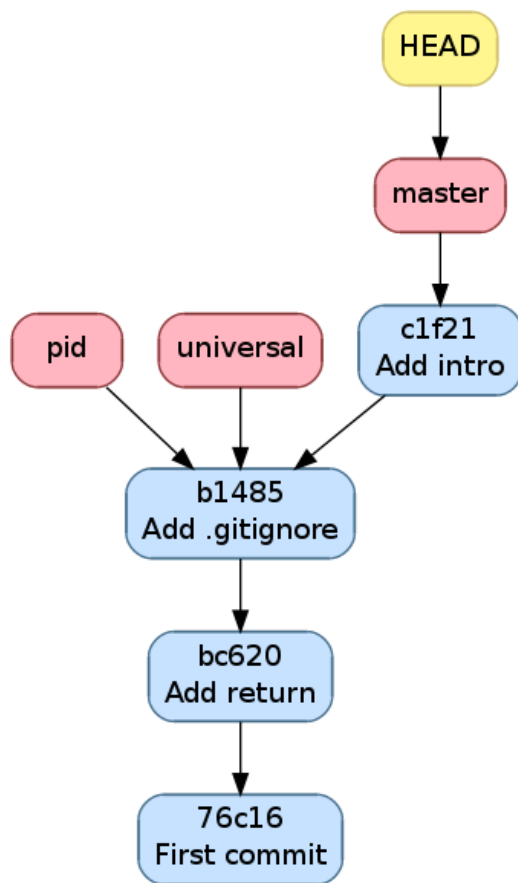 HEAD
master
c1f21
Add intro
pid
universal
b1485
Add .gitignore
bc620
Add return
76c16
First commit